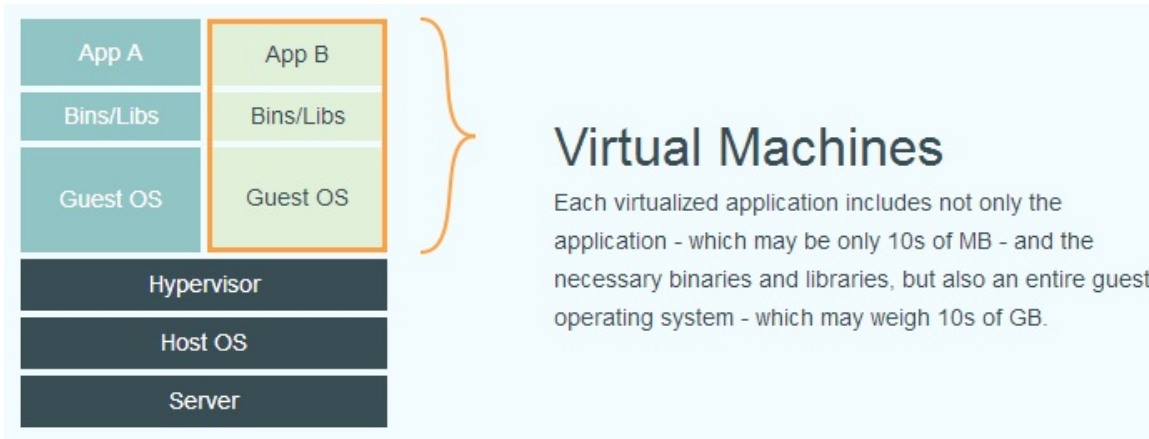 App A
App B
Bins/Libs
Bins/Libs
Guest OS
Guest OS
Hypervisor
Host OS
Server
Virtual Machines
Each virtualized application includes not only the
application - which may be only 10s of MB - and the
necessary binaries and libraries, but also an entire guest
operating system - which may weigh 10s of GB.